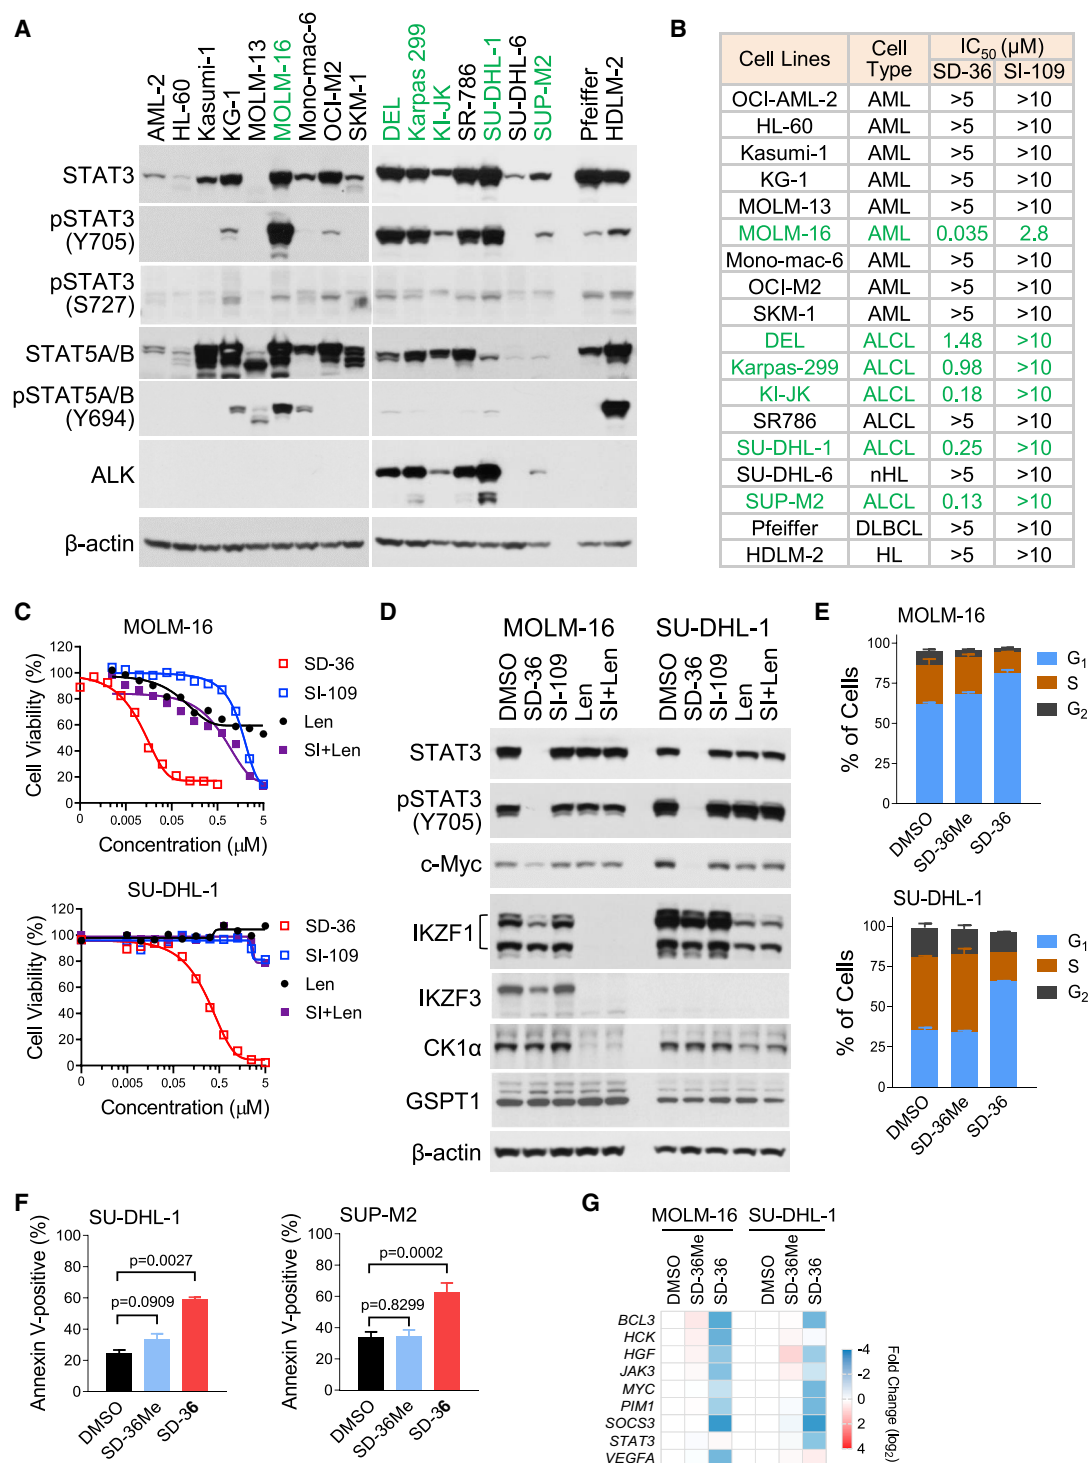 A
AML-2
HL-60
Kasumi-1
KG-1
MOLM-13
MOLM-16
Mono-mac-6
OCI-M2
SKM-1
DEL
Karpas 299
KI-JK
SR-786
SU-DHL-1
SU-DHL-6
SUP-M2
Pfeiffer
HDLM-2
STAT3
pSTAT3
(Y705)
pSTAT3
(S727)
STAT5A/B
pSTAT5A/B
(Y694)
ALK
β-actin
B
Cell Lines Cell Type IC50 (μM)
SD-36 SI-109
OCI-AML-2 AML >5 >10
HL-60 AML >5 >10
Kasumi-1 AML >5 >10
KG-1 AML >5 >10
MOLM-13 AML >5 >10
MOLM-16 AML 0.035 2.8
Mono-mac-6 AML >5 >10
OCI-M2 AML >5 >10
SKM-1 AML >5 >10
DEL ALCL 1.48 >10
Karpas-299 ALCL 0.98 >10
KI-JK ALCL 0.18 >10
SR786 ALCL >5 >10
SU-DHL-1 ALCL 0.25 >10
SU-DHL-6 nHL >5 >10
SUP-M2 ALCL 0.13 >10
Pfeiffer DLBCL >5 >10
HDLM-2 HL >5 >10
C
MOLM-16
Cell Viability (%)
120
100
80
60
40
20
0
0 0.005 0.05 0.5 5
Concentration (μM)
SD-36
SI-109
Len
SI+Len
SU-DHL-1
Cell Viability (%)
120
100
80
60
40
20
0
0 0.005 0.05 0.5 5
Concentration (μM)
SD-36
SI-109
Len
SI+Len
D
MOLM-16 SU-DHL-1
DMSO
SD-36
SI-109
Len
SI+Len
DMSO
SD-36
SI-109
Len
SI+Len
STAT3
pSTAT3
(Y705)
c-Myc
IKZF1
IKZF3
CK1α
GSPT1
β-actin
E
MOLM-16
% of Cells
100
75
50
25
0
DMSO
SD-36Me
SD-36
G1
S
G2
SU-DHL-1
% of Cells
100
75
50
25
0
DMSO
SD-36Me
SD-36
G1
S
G2
F
SU-DHL-1
Annexin V-positive (%)
100
80
60
40
20
0
p=0.0027
p=0.0909
DMSO
SD-36Me
SD-36
SUP-M2
Annexin V-positive (%)
100
80
60
40
20
0
p=0.0002
p=0.8299
DMSO
SD-36Me
SD-36
G
MOLM-16 SU-DHL-1
DMSO
SD-36Me
SD-36
DMSO
SD-36Me
SD-36
BCL3
HCK
HGF
JAK3
MYC
PIM1
SOCS3
STAT3
VEGFA
-4
-2
0
2
4
Fold Change (log2)